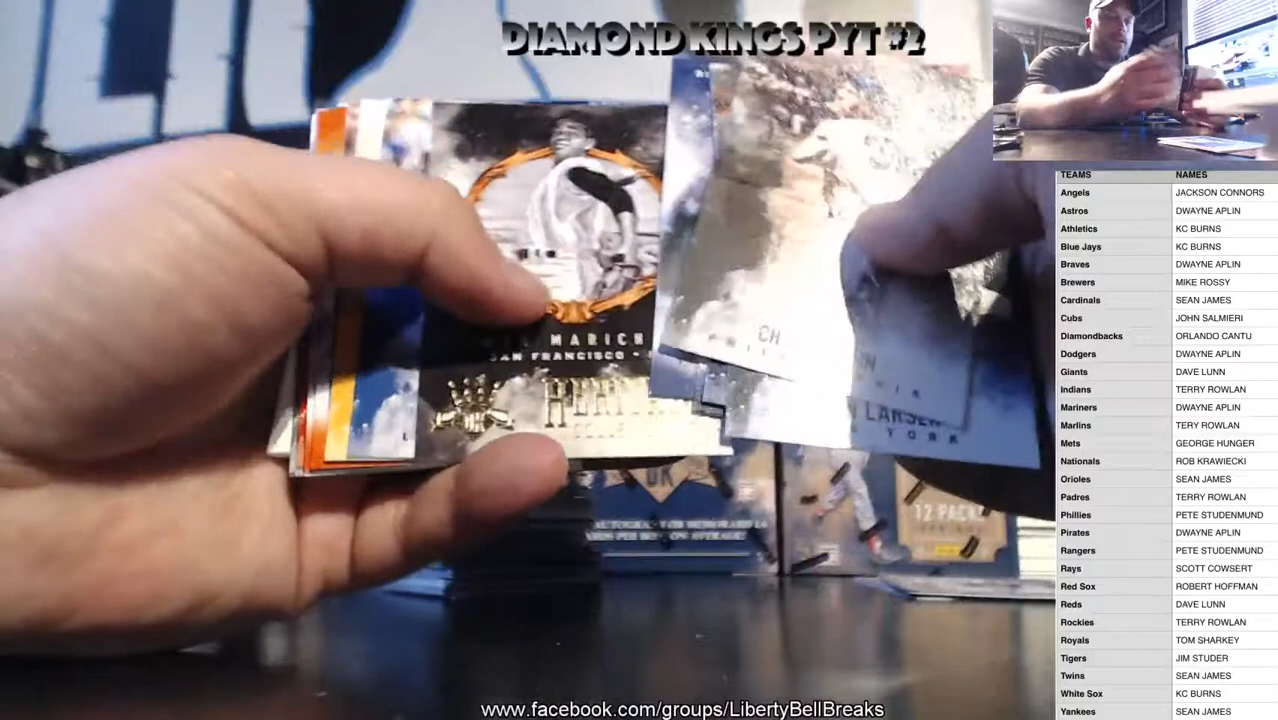 DIAMOND KINGS PYT #2
TEAMS NAMES
Angels JACKSON CONNORS
Astros DWAYNE APLIN
Athletics KC BURNS
Blue Jays KC BURNS
Braves DWAYNE APLIN
Brewers MIKE ROSSY
Cardinals SEAN JAMES
Cubs JOHN SALMIERI
Diamondbacks ORLANDO CANTU
Dodgers DWAYNE APLIN
Giants DAVE LUNN
Indians TERRY ROWLAN
Mariners DWAYNE APLIN
Marlins TERY ROWLAN
Mets GEORGE HUNGER
Nationals ROB KRAWIECKI
Orioles SEAN JAMES
Padres TERRY ROWLAN
Phillies PETE STUDENMUND
Pirates DWAYNE APLIN
Rangers PETE STUDENMUND
Rays SCOTT COWSERT
Red Sox ROBERT HOFFMAN
Reds DAVE LUNN
Rockies TERRY ROWLAN
Royals TOM SHARKEY
Tigers JIM STUDER
Twins SEAN JAMES
White Sox KC BURNS
Yankees SEAN JAMES
MARICH
SAN FRANCISCO
CH
LARSEN
YORK
DK
12 PACKS
www.facebook.com/groups/LibertyBellBreaks